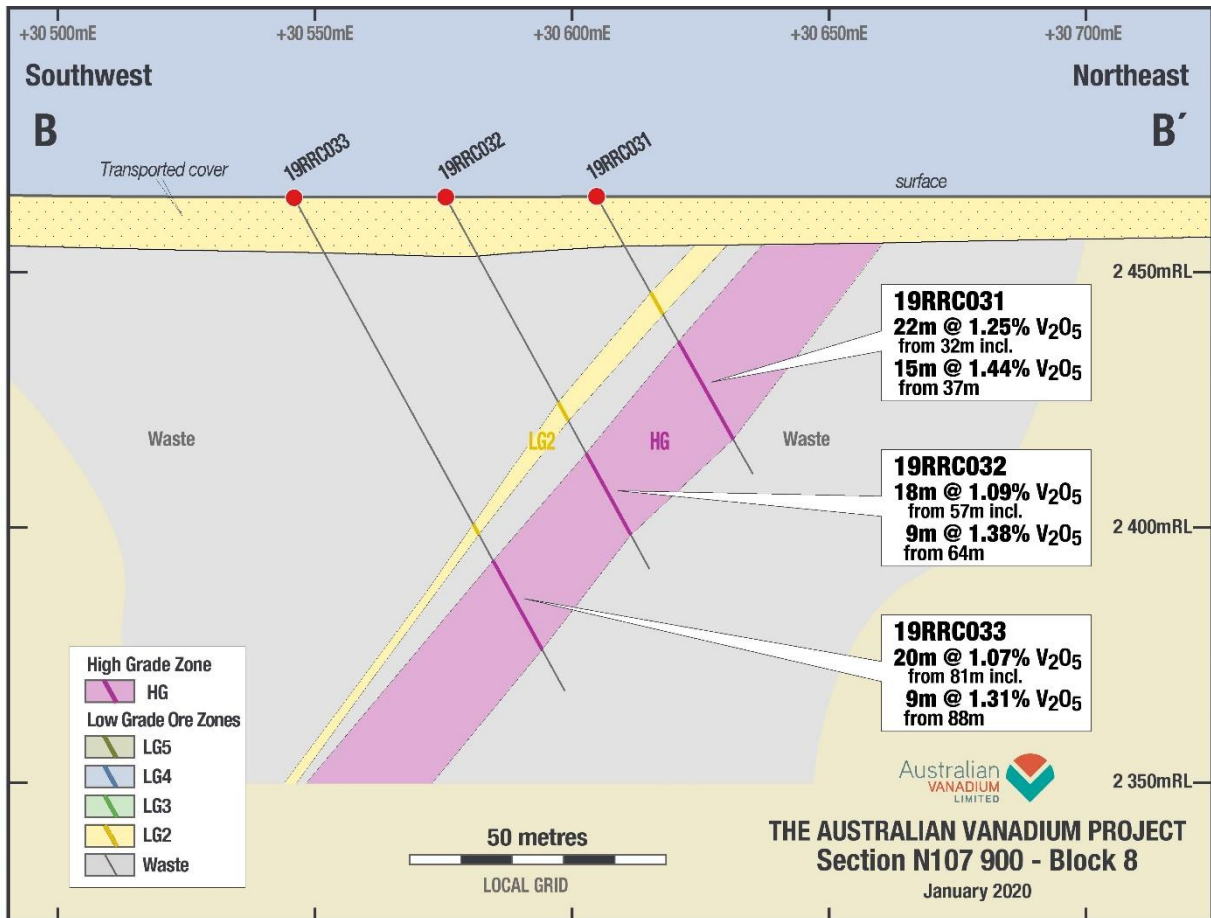 +30 500mE
+30 550mE
+30 600mE
+30 650mE
+30 700mE
Southwest
Northeast
B
B´
Transported cover
19RRC033
19RRC032
19RRC031
surface
2 450mRL
19RRC031
22m @ 1.25% V₂O₅
from 32m incl.
15m @ 1.44% V₂O₅
from 37m
Waste
LG2
HG
Waste
19RRC032
18m @ 1.09% V₂O₅
from 57m incl.
9m @ 1.38% V₂O₅
from 64m
2 400mRL
19RRC033
20m @ 1.07% V₂O₅
from 81m incl.
9m @ 1.31% V₂O₅
from 88m
High Grade Zone
HG
Low Grade Ore Zones
LG5
LG4
LG3
LG2
Waste
Australian
VANADIUM
LIMITED
2 350mRL
50 metres
LOCAL GRID
THE AUSTRALIAN VANADIUM PROJECT
Section N107 900 - Block 8
January 2020